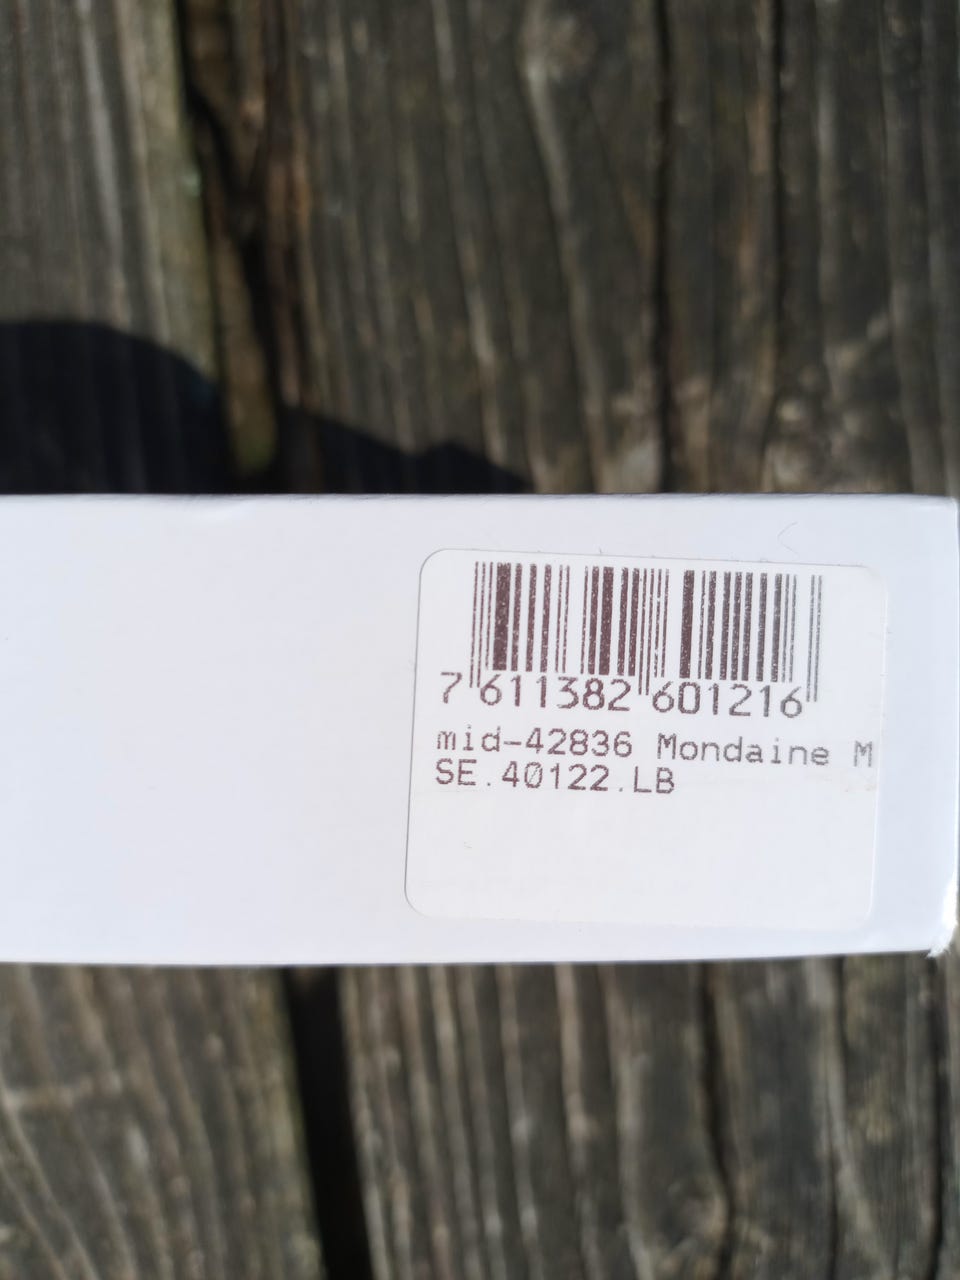 7 611382 601216
mid-42836 Mondaine M
SE.40122.LB